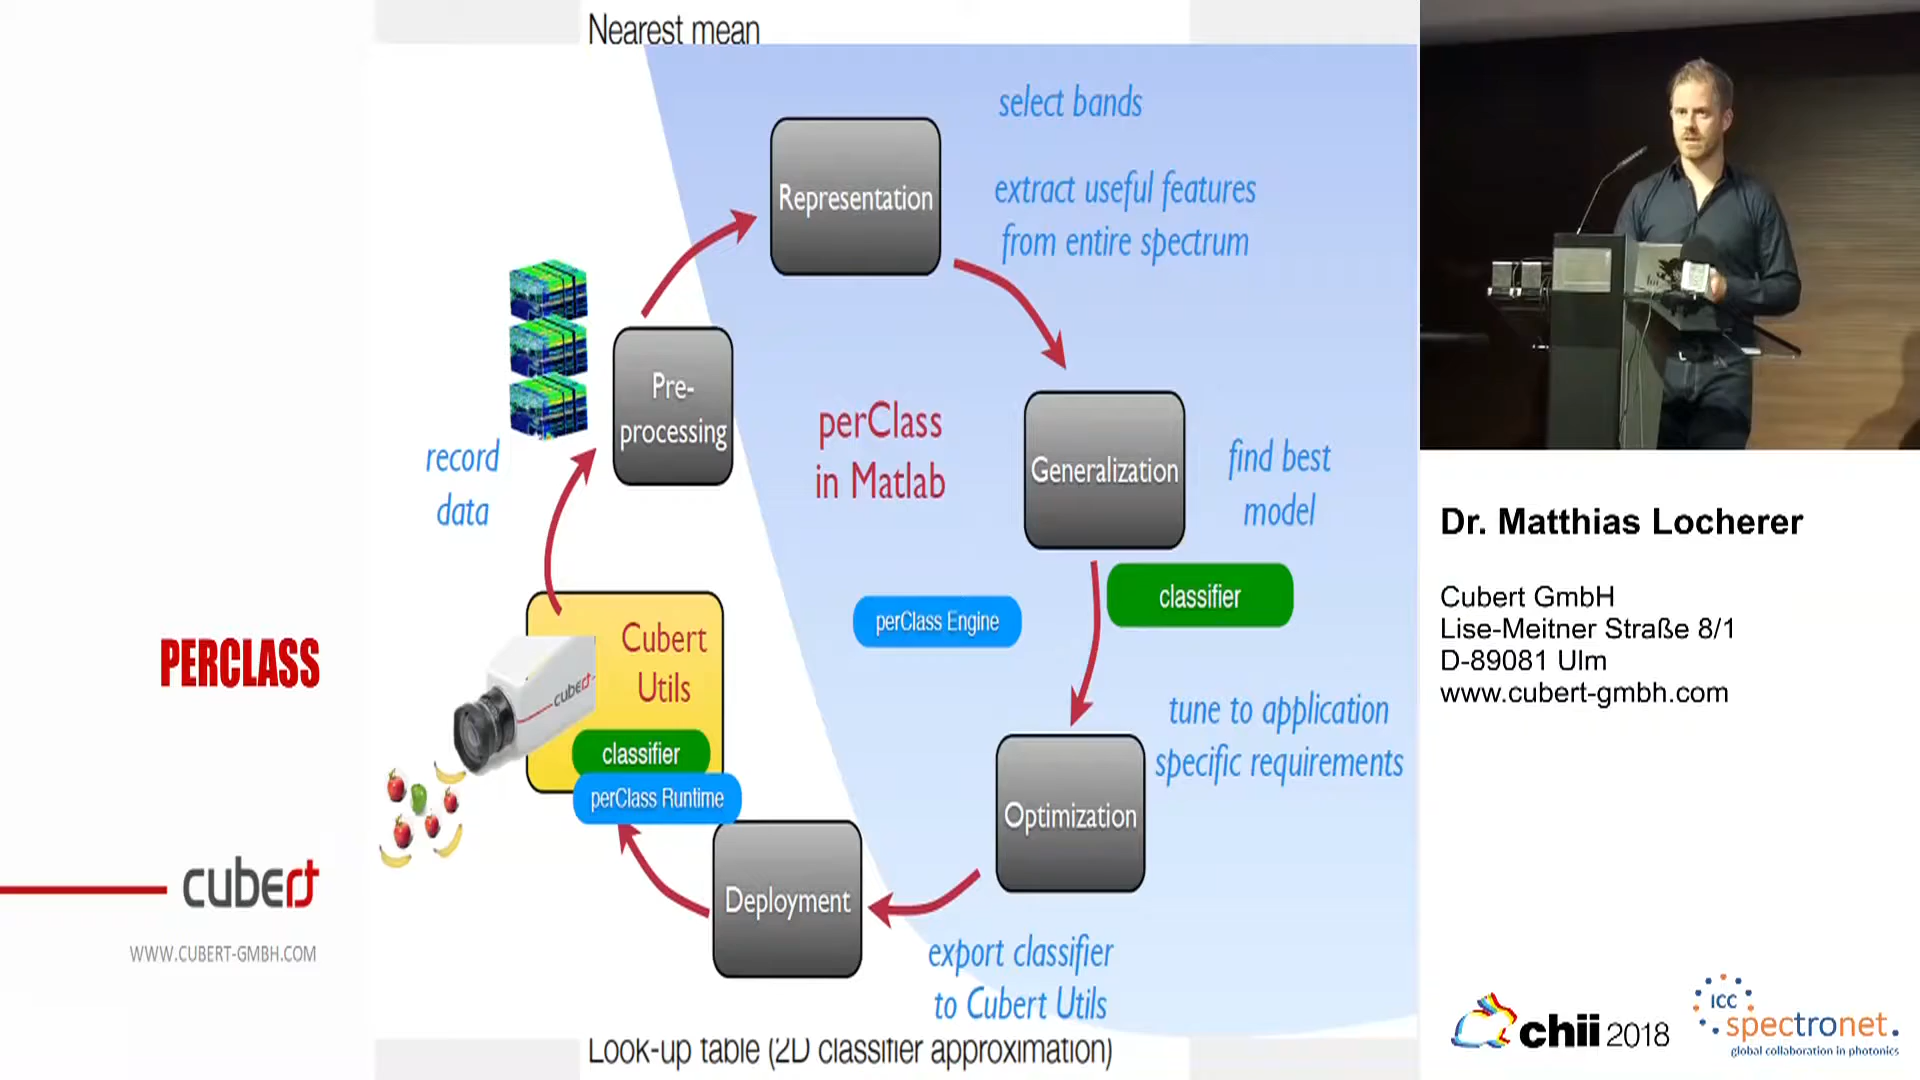 Nearest mean
select bands
Representation
extract useful features
from entire spectrum
Pre-
processing
record
data
perClass
in Matlab
Generalization
find best
model
classifier
perClass Engine
Cubert
Utils
cubert
classifier
perClass Runtime
tune to application
specific requirements
Optimization
Deployment
export classifier
to Cubert Utils
Look-up table (2D classifier approximation)
PERCLASS
cubert
WWW.CUBERT-GMBH.COM
Dr. Matthias Locherer
Cubert GmbH
Lise-Meitner Straße 8/1
D-89081 Ulm
www.cubert-gmbh.com
chii 2018
ICC
spectronet.
global collaboration in photonics